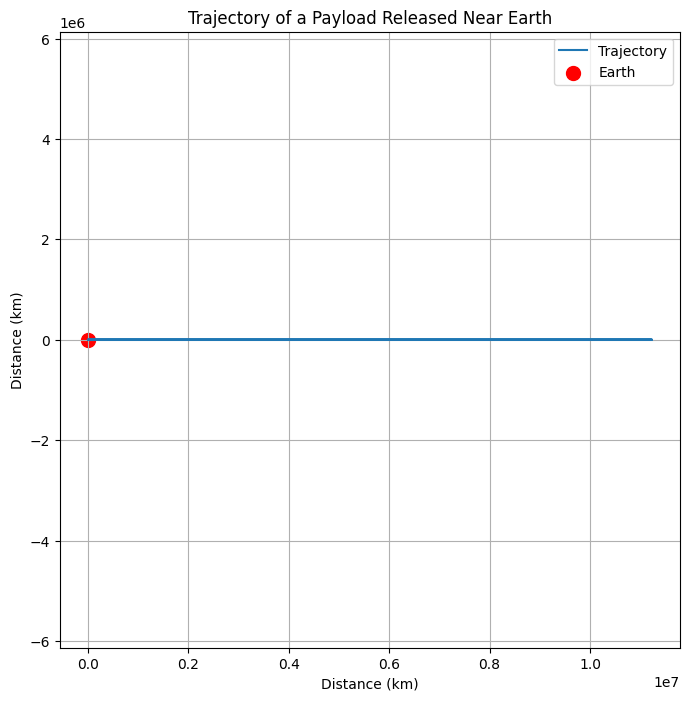 Trajectory of a Payload Released Near Earth
1e6
6
4
2
0
−2
−4
−6
Distance (km)
Trajectory
Earth
0.0
0.2
0.4
0.6
0.8
1.0
1e7
Distance (km)